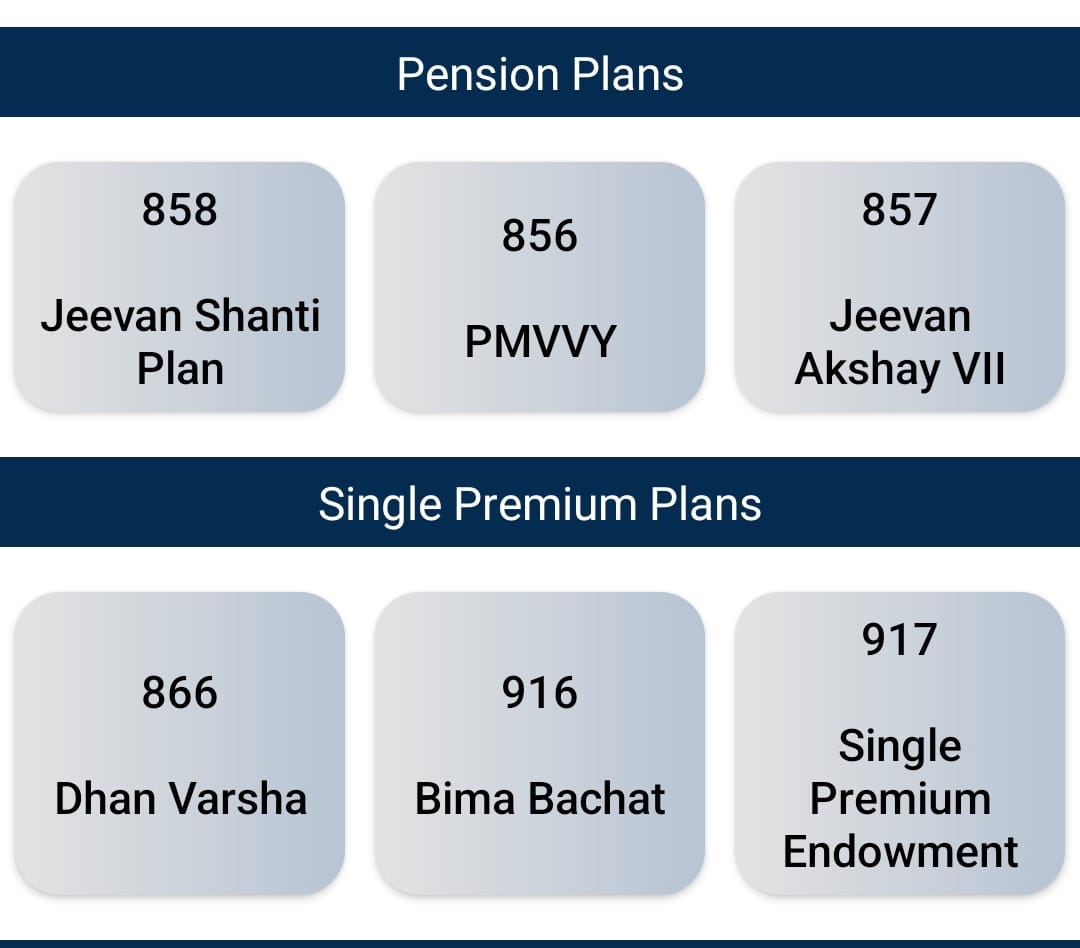 Pension Plans
858
Jeevan Shanti
Plan
856
PMVVY
857
Jeevan
Akshay VII
Single Premium Plans
866
Dhan Varsha
916
Bima Bachat
917
Single
Premium
Endowment